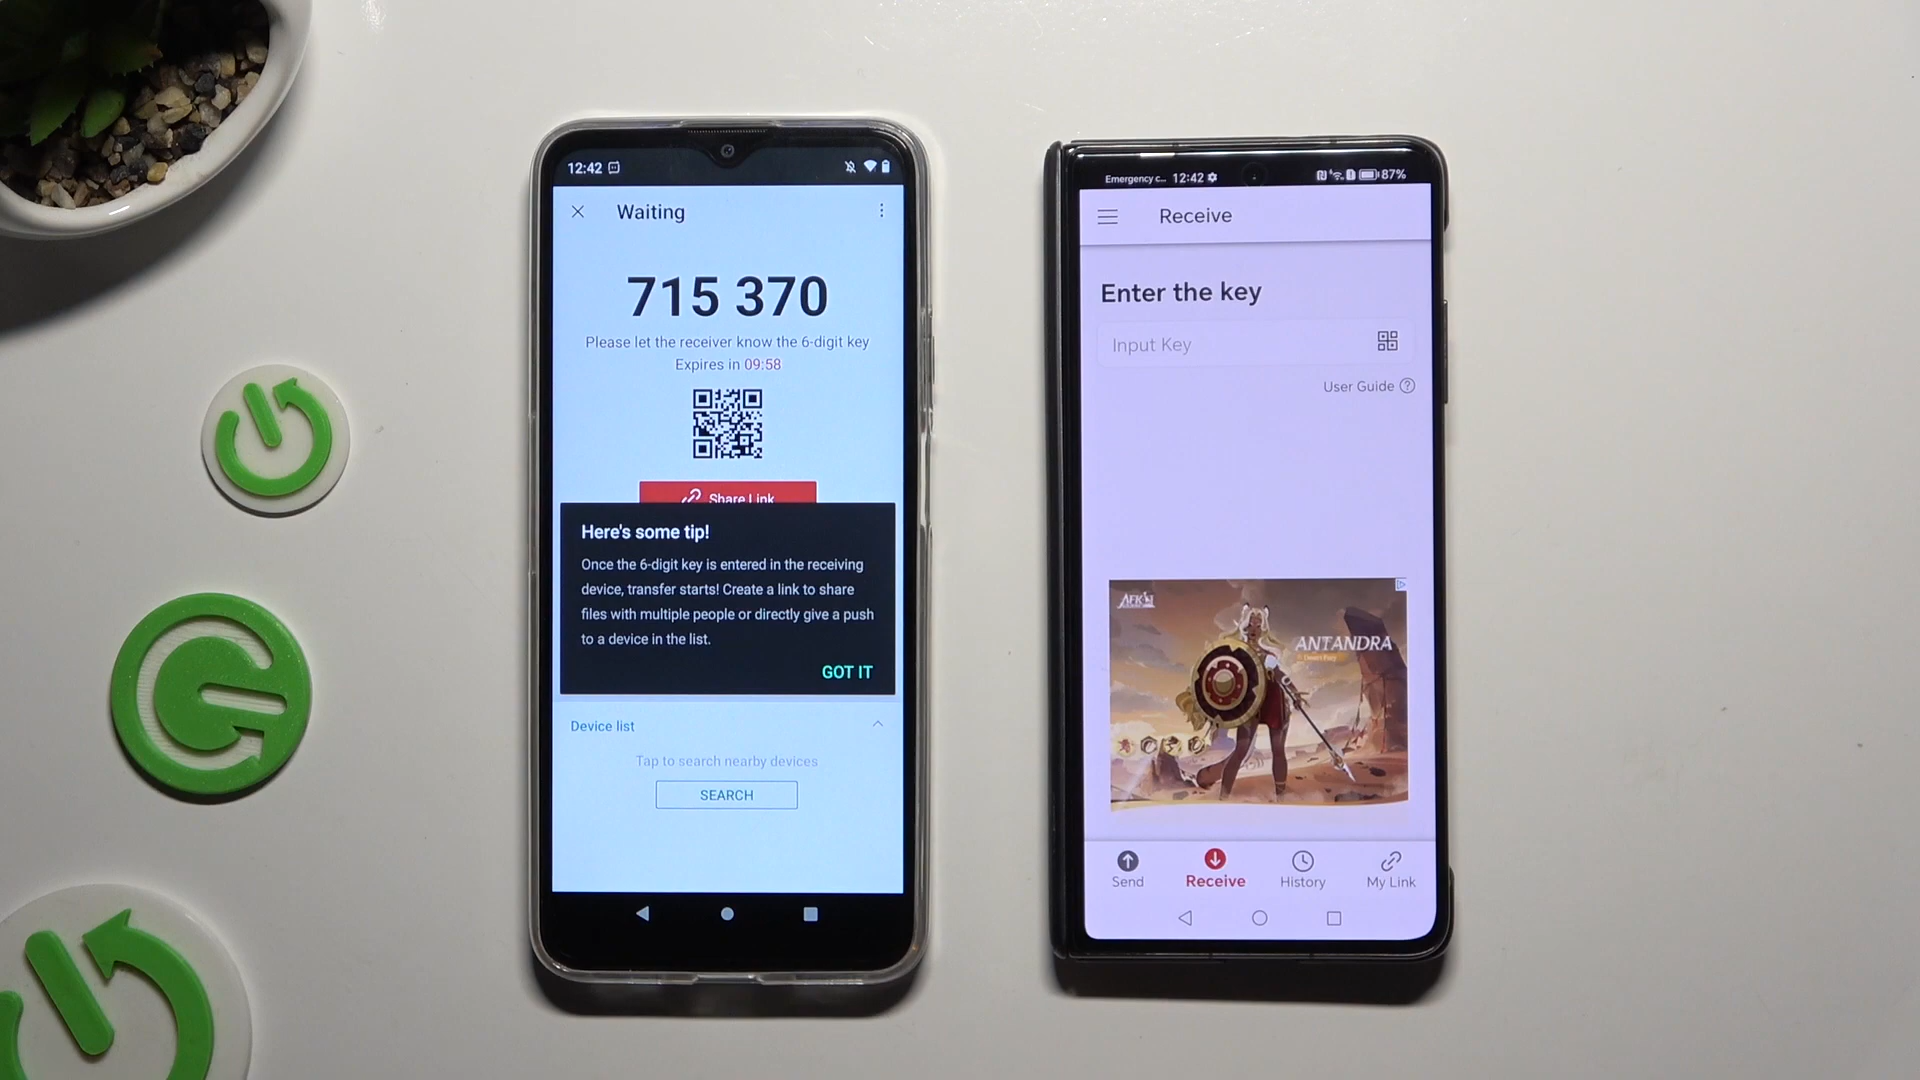 12:42
Waiting
715 370
Please let the receiver know the 6-digit key
Expires in 09:58
Share Link
Here's some tip!
Once the 6-digit key is entered in the receiving
device, transfer starts! Create a link to share
files with multiple people or directly give a push
to a device in the list.
GOT IT
Device list
Tap to search nearby devices
SEARCH
Emergency c... 12:42
87%
Receive
Enter the key
Input Key
User Guide
AFK
ANTANDRA
Send
Receive
History
My Link